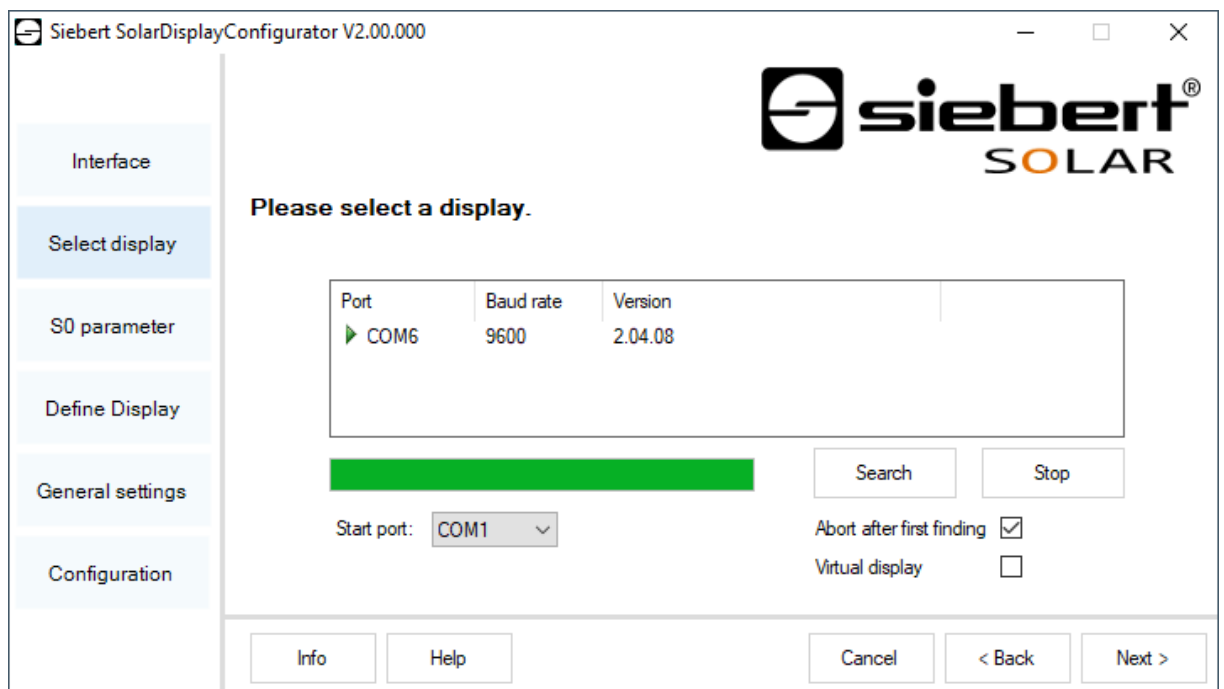 Siebert SolarDisplayConfigurator V2.00.000
siebert®
SOLAR
Interface
Select display
S0 parameter
Define Display
General settings
Configuration
Please select a display.
Port Baud rate Version
COM6 9600 2.04.08
Search Stop
Start port: COM1
Abort after first finding
Virtual display
Info Help Cancel < Back Next >